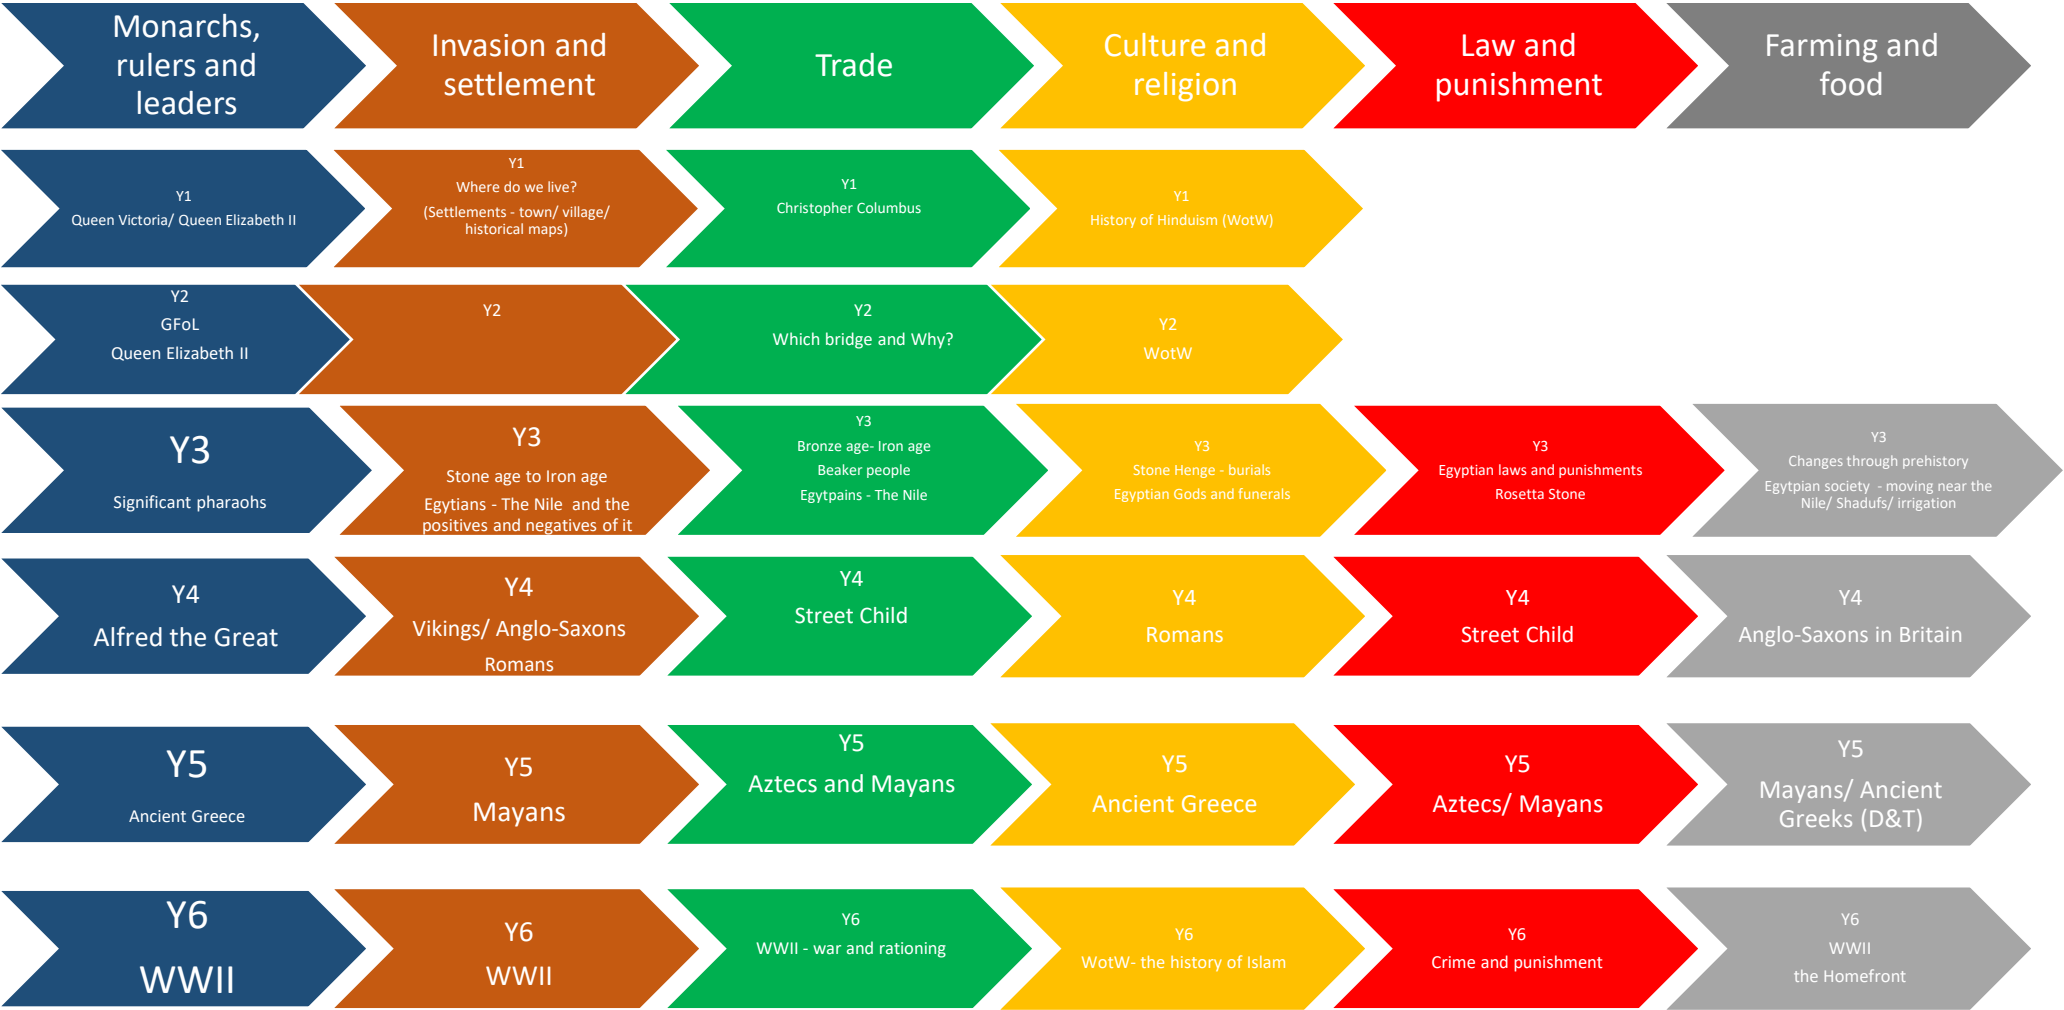 Monarchs,
rulers and
leaders
Invasion and
settlement
Trade
Culture and
religion
Law and
punishment
Farming and
food
Y1
Queen Victoria/ Queen Elizabeth II
Y1
Where do we live?
(Settlements - town/ village/
historical maps)
Y1
Christopher Columbus
Y1
History of Hinduism (WotW)
Y2
GFoL
Queen Elizabeth II
Y2
Y2
Which bridge and Why?
Y2
WotW
Y3
Significant pharaohs
Y3
Stone age to Iron age
Egytians - The Nile and the
positives and negatives of it
Y3
Bronze age- Iron age
Beaker people
Egytpains - The Nile
Y3
Stone Henge - burials
Egyptian Gods and funerals
Y3
Egyptian laws and punishments
Rosetta Stone
Y3
Changes through prehistory
Egytpian society - moving near the
Nile/ Shadufs/ irrigation
Y4
Alfred the Great
Y4
Vikings/ Anglo-Saxons
Romans
Y4
Street Child
Y4
Romans
Y4
Street Child
Y4
Anglo-Saxons in Britain
Y5
Ancient Greece
Y5
Mayans
Y5
Aztecs and Mayans
Y5
Ancient Greece
Y5
Aztecs/ Mayans
Y5
Mayans/ Ancient
Greeks (D&T)
Y6
WWII
Y6
WWII
Y6
WWII - war and rationing
Y6
WotW- the history of Islam
Y6
Crime and punishment
Y6
WWII
the Homefront